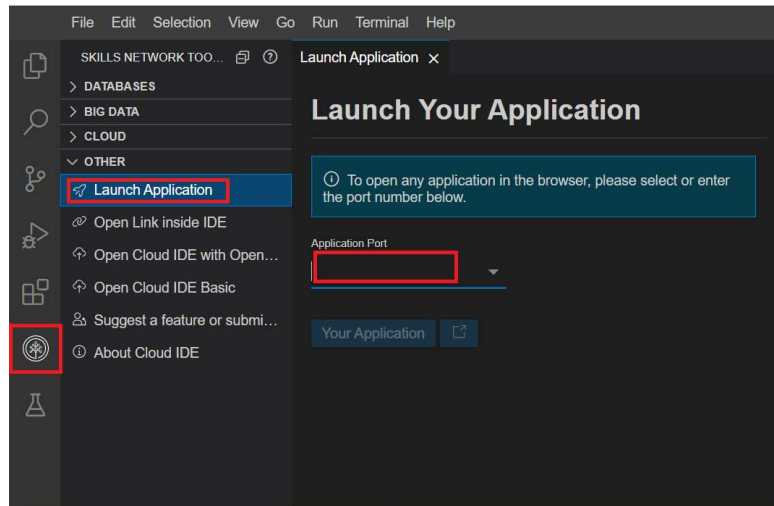 File Edit Selection View Go Run Terminal Help
SKILLS NETWORK TOO...
Launch Application
DATABASES
BIG DATA
CLOUD
OTHER
Launch Application
Open Link inside IDE
Open Cloud IDE with Open...
Open Cloud IDE Basic
Suggest a feature or submi...
About Cloud IDE
Launch Your Application
To open any application in the browser, please select or enter
the port number below.
Application Port
Your Application